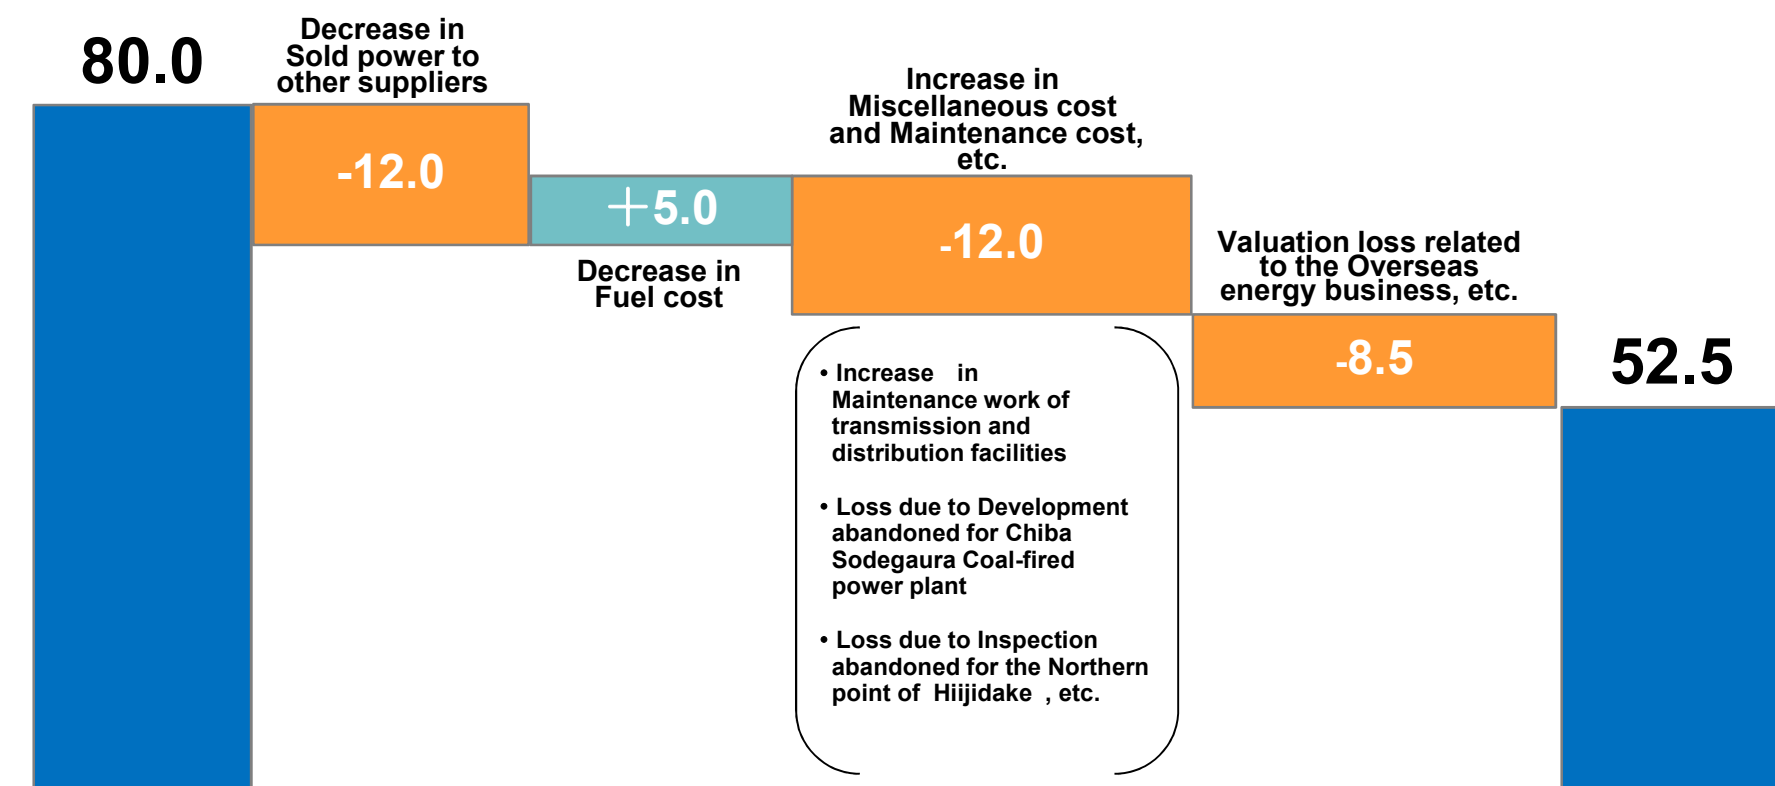 80.0
Decrease in
Sold power to
other suppliers
-12.0
+5.0
Decrease in
Fuel cost
Increase in
Miscellaneous cost
and Maintenance cost,
etc.
-12.0
• Increase in
Maintenance work of
transmission and
distribution facilities
• Loss due to Development
abandoned for Chiba
Sodegaura Coal-fired
power plant
• Loss due to Inspection
abandoned for the Northern
point of Hiijidake , etc.
Valuation loss related
to the Overseas
energy business, etc.
-8.5
52.5